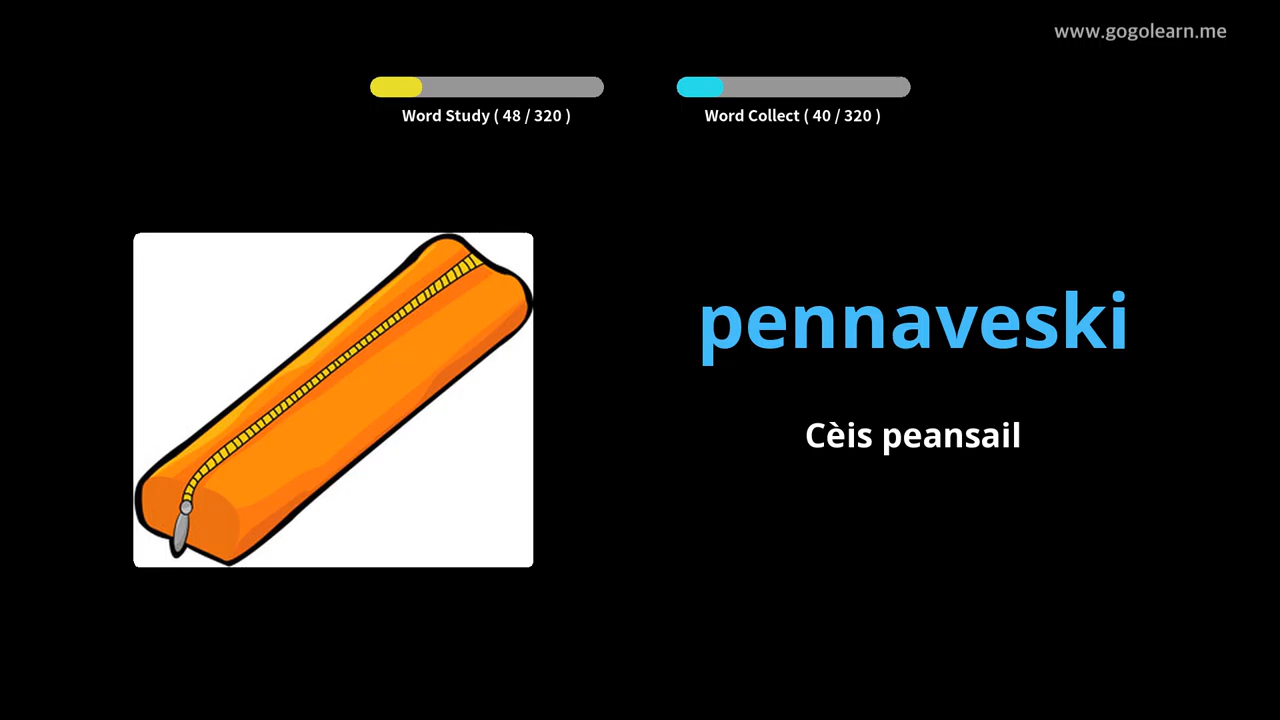 www.gogolearn.me
Word Study ( 48 / 320 )
Word Collect ( 40 / 320 )
pennaveski
Cèis peansail